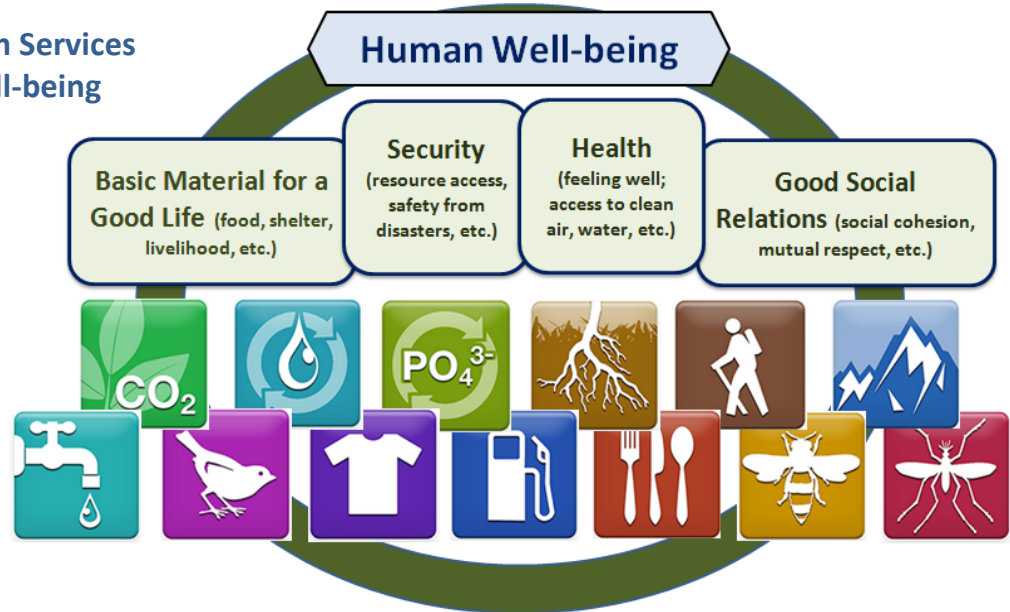 Services
Human Well-being
Basic Material for a
Good Life (food, shelter,
livelihood, etc.)
Security
(resource access,
safety from
disasters, etc.)
Health
(feeling well;
access to clean
air, water, etc.)
Good Social
Relations (social cohesion,
mutual respect, etc.)
CO₂
PO₄³⁻